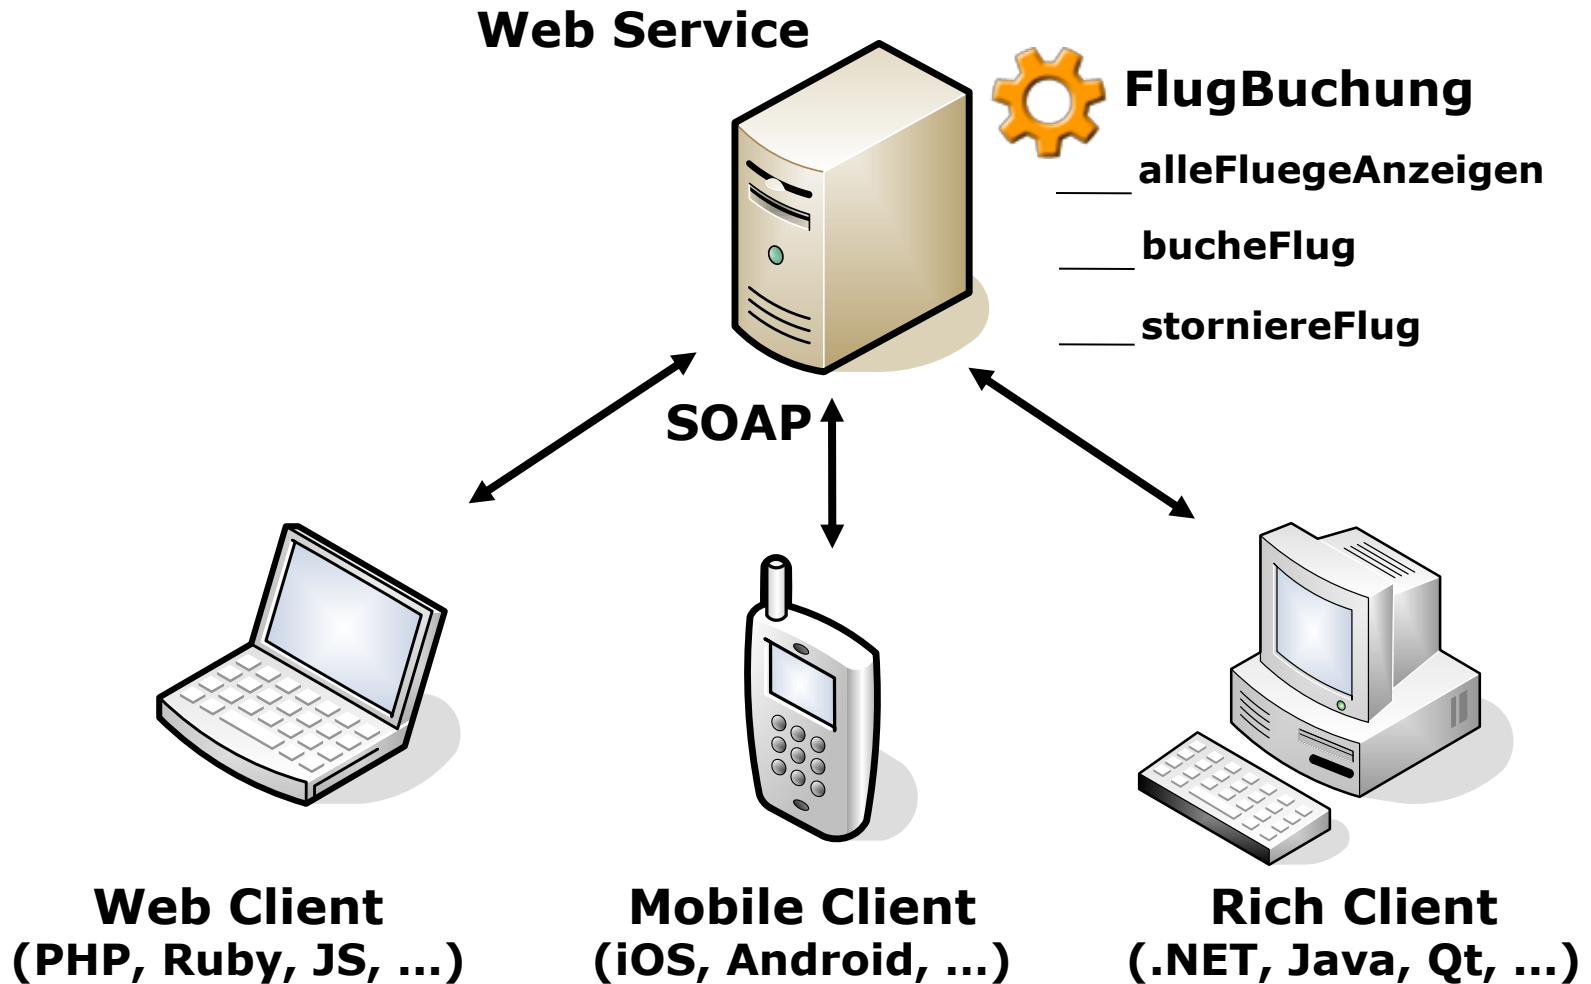 Web Service
FlugBuchung
alleFluegeAnzeigen
bucheFlug
storniereFlug
SOAP
Web Client
(PHP, Ruby, JS, ...)
Mobile Client
(iOS, Android, ...)
Rich Client
(.NET, Java, Qt, ...)